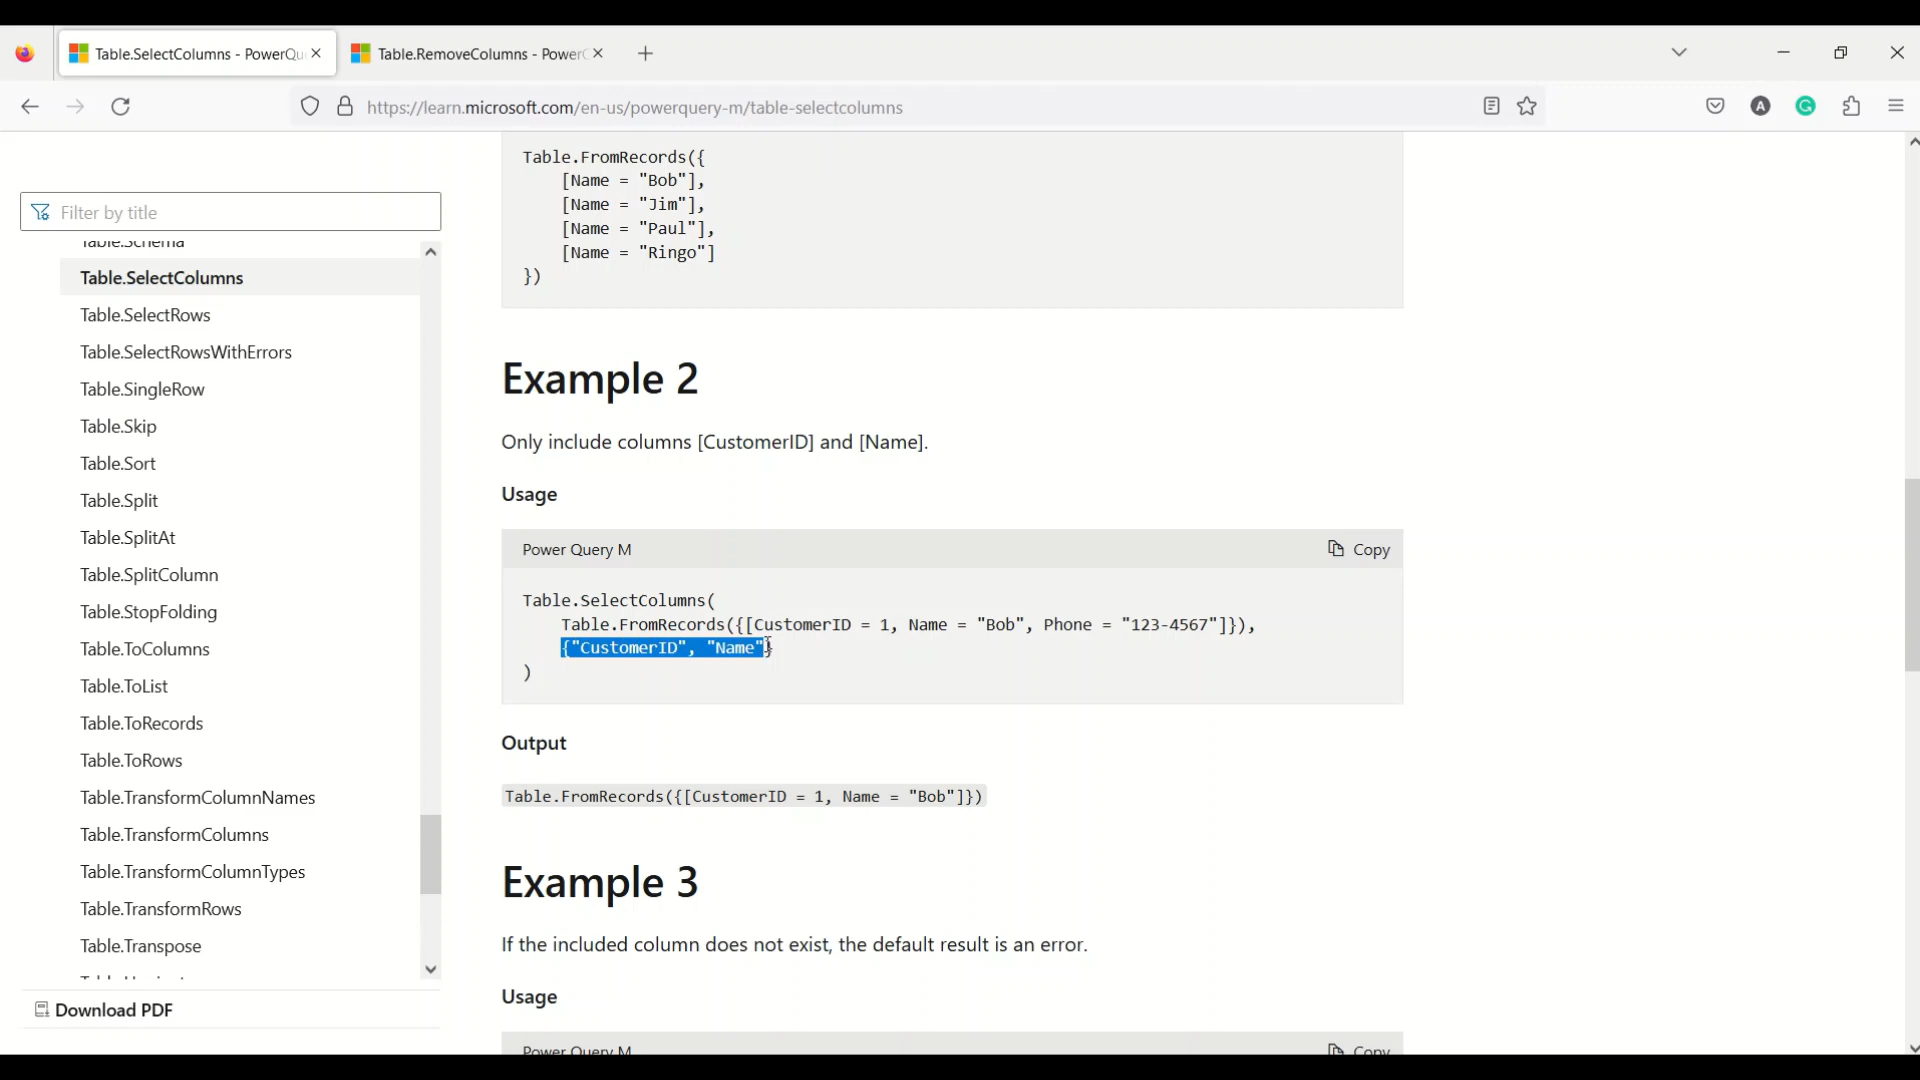 Table.SelectColumns - PowerQu
Table.RemoveColumns - Power
https://learn.microsoft.com/en-us/powerquery-m/table-selectcolumns
A
G
Filter by title
Table.Schema
Table.SelectColumns
Table.SelectRows
Table.SelectRowsWithErrors
Table.SingleRow
Table.Skip
Table.Sort
Table.Split
Table.SplitAt
Table.SplitColumn
Table.StopFolding
Table.ToColumns
Table.ToList
Table.ToRecords
Table.ToRows
Table.TransformColumnNames
Table.TransformColumns
Table.TransformColumnTypes
Table.TransformRows
Table.Transpose
Download PDF
Table.FromRecords({
[Name = "Bob"],
[Name = "Jim"],
[Name = "Paul"],
[Name = "Ringo"]
})
Example 2
Only include columns [CustomerID] and [Name].
Usage
Power Query M
Copy
Table.SelectColumns(
Table.FromRecords({[CustomerID = 1, Name = "Bob", Phone = "123-4567"]}),
{"CustomerID", "Name"}
)
Output
Table.FromRecords({[CustomerID = 1, Name = "Bob"]})
Example 3
If the included column does not exist, the default result is an error.
Usage
Power Query M
Copy